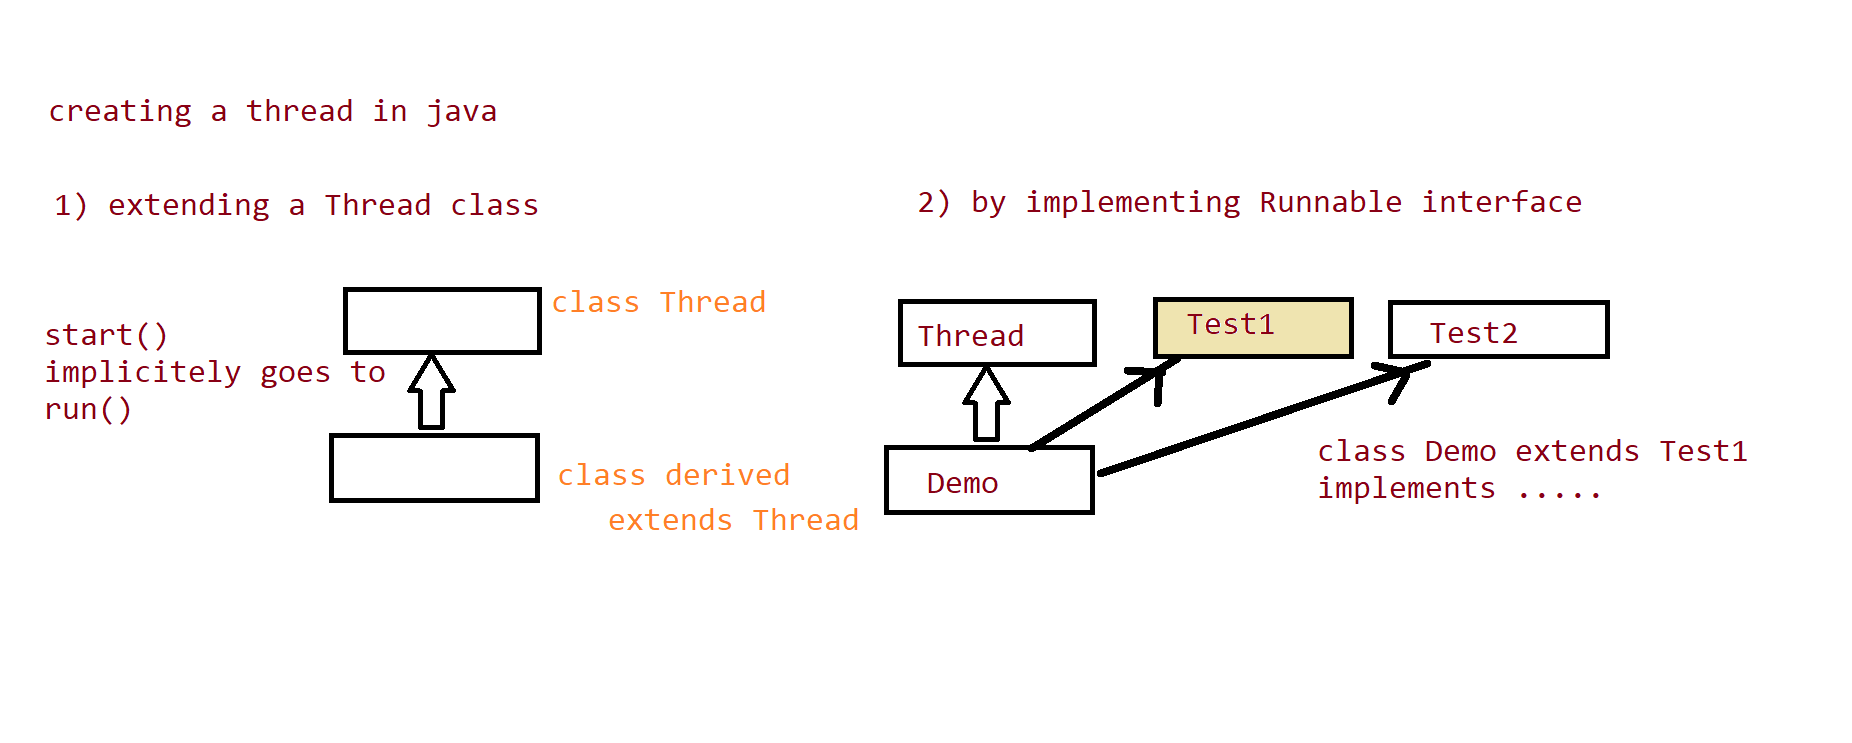 creating a thread in java
1) extending a Thread class
class Thread
start()
implicitely goes to
run()
class derived
extends Thread
2) by implementing Runnable interface
Thread
Test1
Test2
Demo
class Demo extends Test1
implements .....